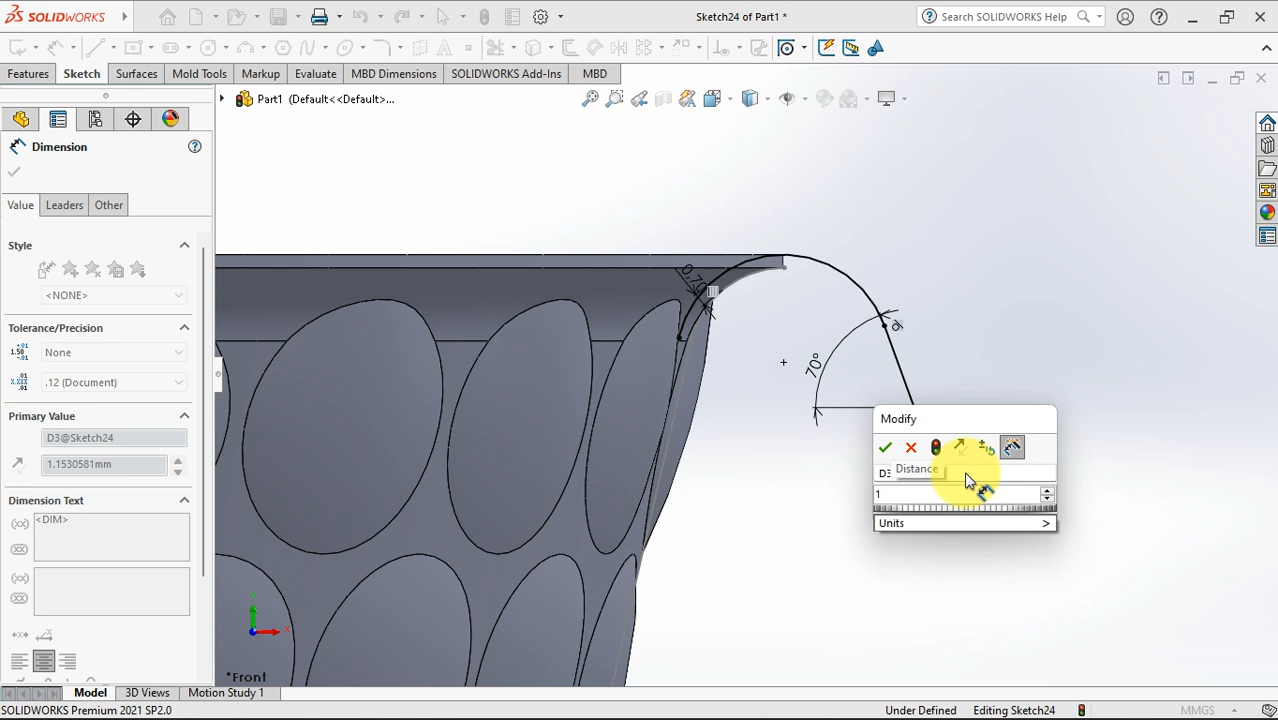 SOLIDWORKS
Sketch24 of Part1 *
Search SOLIDWORKS Help
Features
Sketch
Surfaces
Mold Tools
Markup
Evaluate
MBD Dimensions
SOLIDWORKS Add-Ins
MBD
Part1 (Default<<Default>...
Dimension
Value
Leaders
Other
Style
<NONE>
Tolerance/Precision
None
.12 (Document)
Primary Value
D3@Sketch24
1.1530581mm
Dimension Text
<DIM>
0,70
70°
Modify
Distance
D3
1
Units >
Y
X
*Front
Model
3D Views
Motion Study 1
SOLIDWORKS Premium 2021 SP2.0
Under Defined
Editing Sketch24
MMGS